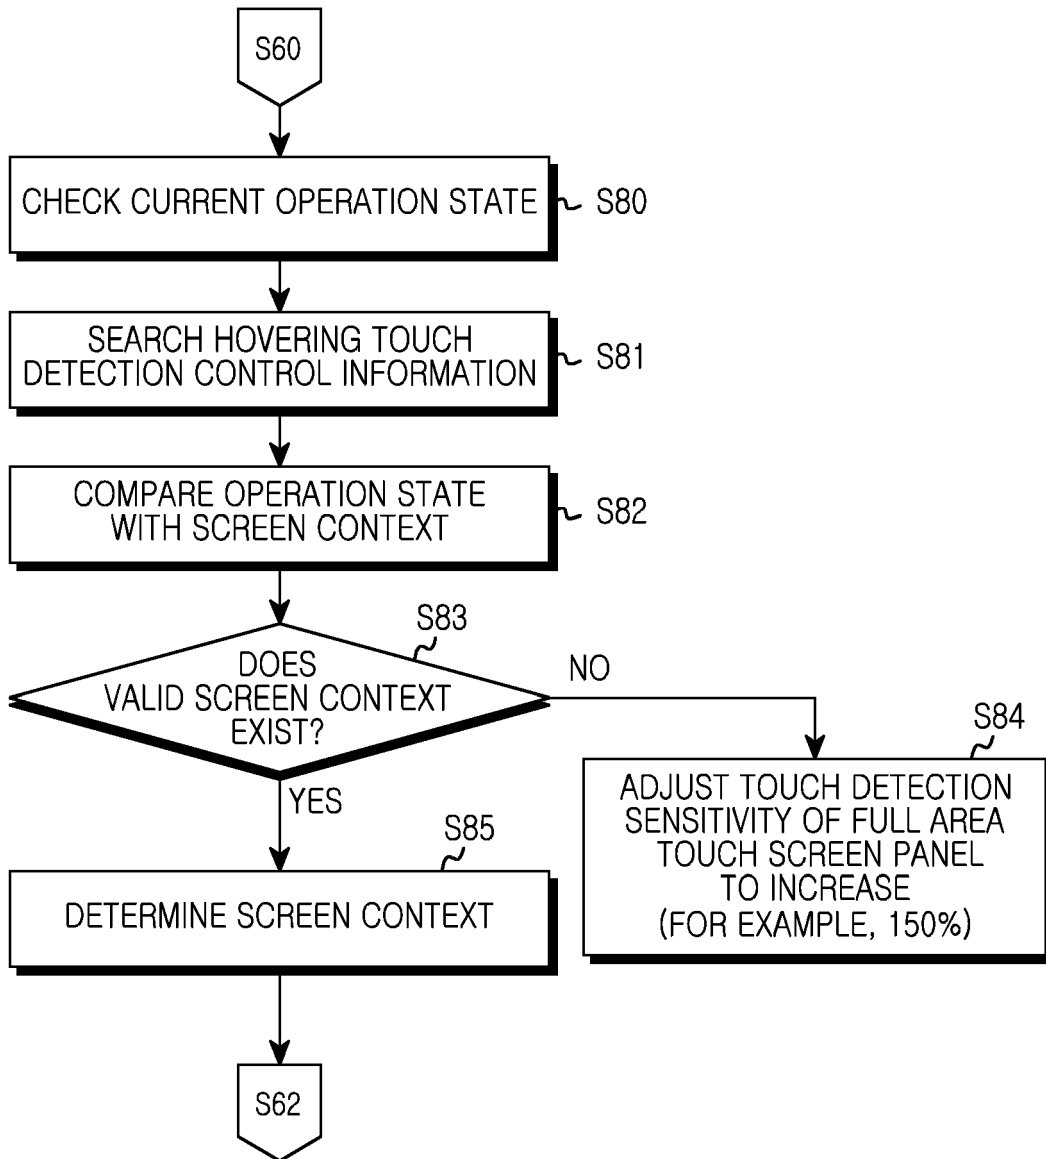 S60
CHECK CURRENT OPERATION STATE
S80
SEARCH HOVERING TOUCH
DETECTION CONTROL INFORMATION
S81
COMPARE OPERATION STATE
WITH SCREEN CONTEXT
S82
S83
DOES
VALID SCREEN CONTEXT
EXIST?
NO
YES
S84
ADJUST TOUCH DETECTION
SENSITIVITY OF FULL AREA
TOUCH SCREEN PANEL
TO INCREASE
(FOR EXAMPLE, 150%)
S85
DETERMINE SCREEN CONTEXT
S62